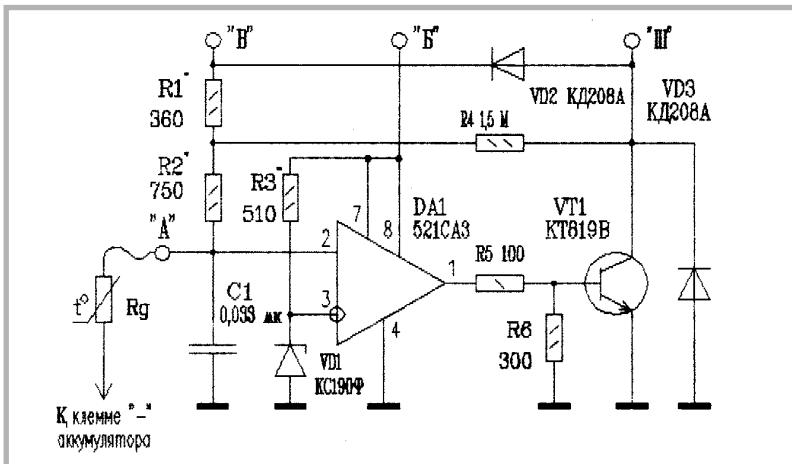 "В" "Б" "Ш"
R1*
360
VD2 КД208А
VD3
КД208А
R4 1,5 М
R2*
750
R3*
510
"А"
DA1
521СА3
VT1
КТ819В
7
8
2
3
1
4
R5 100
t° Rg
C1
0,033 мк
VD1
КС190Ф
R6
300
К клемме "−"
аккумулятора